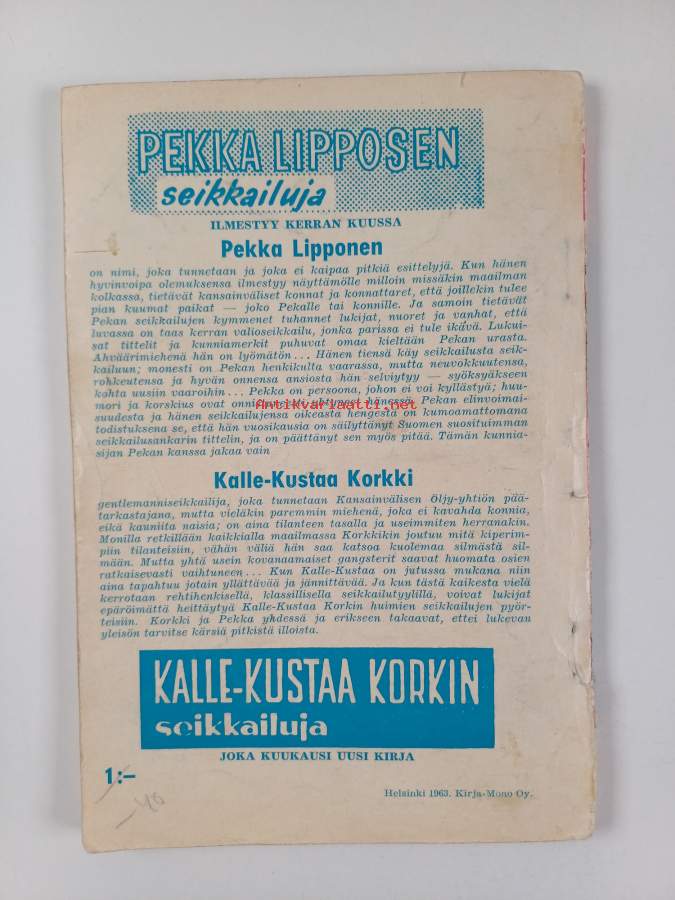 PEKKA LIPPOSEN
seikkailuja
ILMESTYY KERRAN KUUSSA
Pekka Lipponen
on nimi, joka tunnetaan ja joka ei kaipaa pitkiä esittelyjä. Kun hänen
hyvinvoipa olemuksensa ilmestyy näyttämölle milloin missäkin maailman
kolkassa, tietävät kansainväliset konnat ja konnattaret, että joillekin tulee
pian kuumat paikat — joko Pekalle tai konnille. Ja samoin tietävät
Pekan seikkailujen kymmenet tuhannet lukijat, nuoret ja vanhat, että
luvassa on taas kerran valioseikkailu, jonka parissa ei tule ikävä. Lukui-
sat tittelit ja kunniamerkit puhuvat omaa kieltään Pekan urasta.
Ahväärimiehenä hän on lyömätön... Hänen tiensä käy seikkailusta seik-
kailuun; monesti on Pekan henkikulta vaarassa, mutta neuvokkuutensa,
rohkeutensa ja hyvän onnensa ansiosta hän selviytyy — syöksyäkseen
kohta uusiin vaaroihin... Pekka on persoona, johon ei voi kyllästyä; huu-
mori ja korskius ovat onnistuneesti yhtyneet hänessä. Pekan elinvoimai-
Antikvariaatti.net
suudesta ja hänen seikkailujensa oikeasta hengestä on kumoamattomana
todistuksena se, että hän vuosikausia on säilyttänyt Suomen suosituimman
seikkailusankarin tittelin, ja on päättänyt sen myös pitää. Tämän kunnia-
sijan Pekan kanssa jakaa vain
Kalle-Kustaa Korkki
gentlemanniseikkailija, joka tunnetaan Kansainvälisen Öljy-yhtiön pää-
tarkastajana, mutta vieläkin paremmin miehenä, joka ei kavahda konnia,
eikä kauniita naisia; on aina tilanteen tasalla ja useimmiten herranakin.
Monilla retkillään kaikkialla maailmassa Korkkikin joutuu mitä kiperim-
piin tilanteisiin, vähän väliä hän saa katsoa kuolemaa silmästä sil-
mään. Mutta yhtä usein kovanaamaiset gangsterit saavat huomata osien
ratkaisevasti vaihtuneen... Kun Kalle-Kustaa on jutussa mukana niin
aina tapahtuu jotain yllättävää ja jännittävää. Ja kun tästä kaikesta vielä
kerrotaan rehtihenkisellä, klassillisella seikkailutyylillä, voivat lukijat
epäröimättä heittäytyä Kalle-Kustaa Korkin huimien seikkailujen pyör-
teisiin. Korkki ja Pekka yhdessä ja erikseen takaavat, ettei lukevan
yleisön tarvitse kärsiä pitkistä illoista.
KALLE-KUSTAA KORKIN
seikkailuja
JOKA KUUKAUSI UUSI KIRJA
1:–
–40
Helsinki 1963. Kirja-Mono Oy.